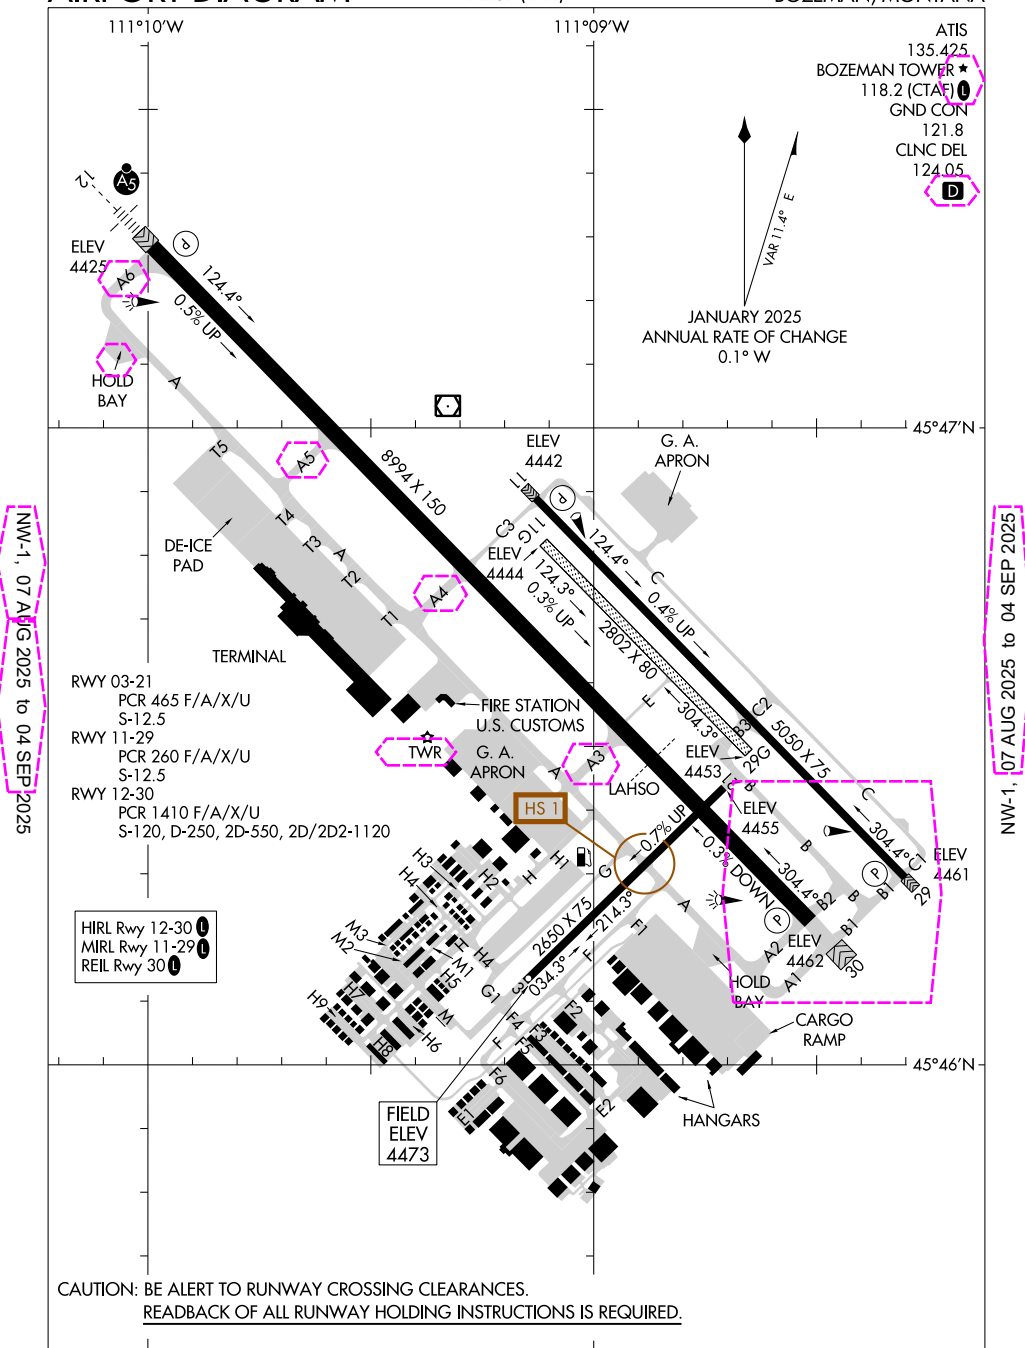 111°10'W
111°09'W
ATIS
135.425
BOZEMAN TOWER
118.2 (CTAF) L
GND CON
121.8
CLNC DEL
124.05
D
VAR 11.4° E
JANUARY 2025
ANNUAL RATE OF CHANGE
0.1° W
12
A5
P
ELEV
4425
A6
124.4°
0.5% UP
HOLD
BAY
A
45°47'N
T5
A5
8994 X 150
ELEV
4442
G. A.
APRON
11
P
C3
11G
ELEV
4444
124.4°
C
0.4% UP
124.3°
0.3% UP
2802 X 80
DE-ICE
PAD
T4
T3
A
T2
T1
A4
TERMINAL
RWY 03-21
PCR 465 F/A/X/U
S-12.5
RWY 11-29
PCR 260 F/A/X/U
S-12.5
RWY 12-30
PCR 1410 F/A/X/U
S-120, D-250, 2D-550, 2D/2D2-1120
FIRE STATION
U.S. CUSTOMS
TWR
G. A.
APRON
E
304.3°
B3
C2
29G
5050 X 75
A
A3
LAHSO
ELEV
4453
21
B
ELEV
4455
HS 1
0.7% UP
0.3% DOWN
304.4°
B
C
304.4°
C1
ELEV
4461
29
P
B
B1
B2
B1
P
A2
ELEV
4462
A1
30
HOLD
BAY
H3
H4
H2
H
H1
G
A
2650 X 75
214.3°
034.3°
3
F1
F
M3
M2
H
H4
M1
H5
G1
H7
H9
M
H6
H8
F4
F2
F3
F
F5
F6
E1
E2
HIRL Rwy 12-30 L
MIRL Rwy 11-29 L
REIL Rwy 30 L
CARGO
RAMP
HANGARS
45°46'N
FIELD
ELEV
4473
NW-1, 07 AUG 2025 to 04 SEP 2025
NW-1, 07 AUG 2025 to 04 SEP 2025
CAUTION: BE ALERT TO RUNWAY CROSSING CLEARANCES.
READBACK OF ALL RUNWAY HOLDING INSTRUCTIONS IS REQUIRED.